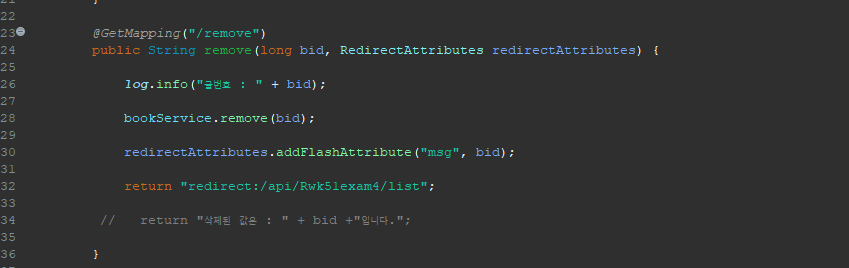 21 }
22
23 @GetMapping("/remove")
24 public String remove(long bid, RedirectAttributes redirectAttributes) {
25
26 log.info("글번호 : " + bid);
27
28 bookService.remove(bid);
29
30 redirectAttributes.addFlashAttribute("msg", bid);
31
32 return "redirect:/api/Rwk51exam4/list";
33
34 // return "삭제된 값은 : " + bid +"입니다.";
35
36 }